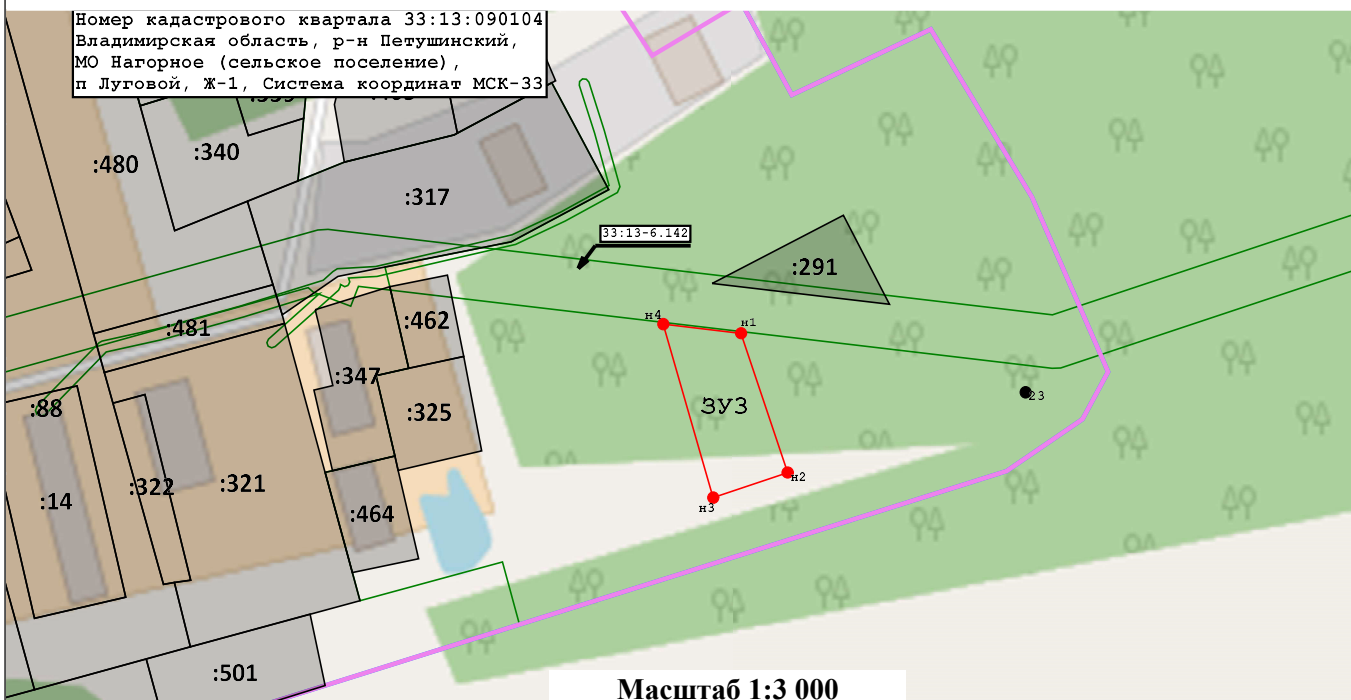 Номер кадастрового квартала 33:13:090104
Владимирская область, р-н Петушинский,
МО Нагорное (сельское поселение),
п Луговой, Ж-1, Система координат МСК-33
:480
:340
:317
33:13-6.142
:291
:481
:462
н4
н1
:347
:325
ЗУЗ
23
:88
:14
:322
:321
:464
н2
н3
:501
Масштаб 1:3 000